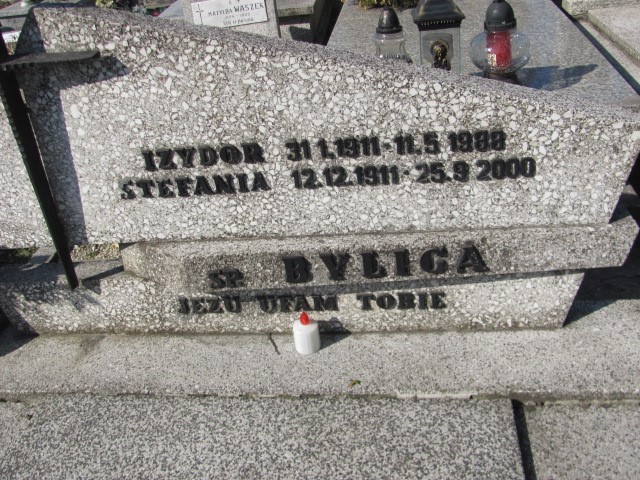 WASZEK
IZYDOR 31.1.1911 · 11.5.1988
STEFANIA 12.12.1911 · 25.9.2000
ŚP. BYLICA
JEZU UFAM TOBIE